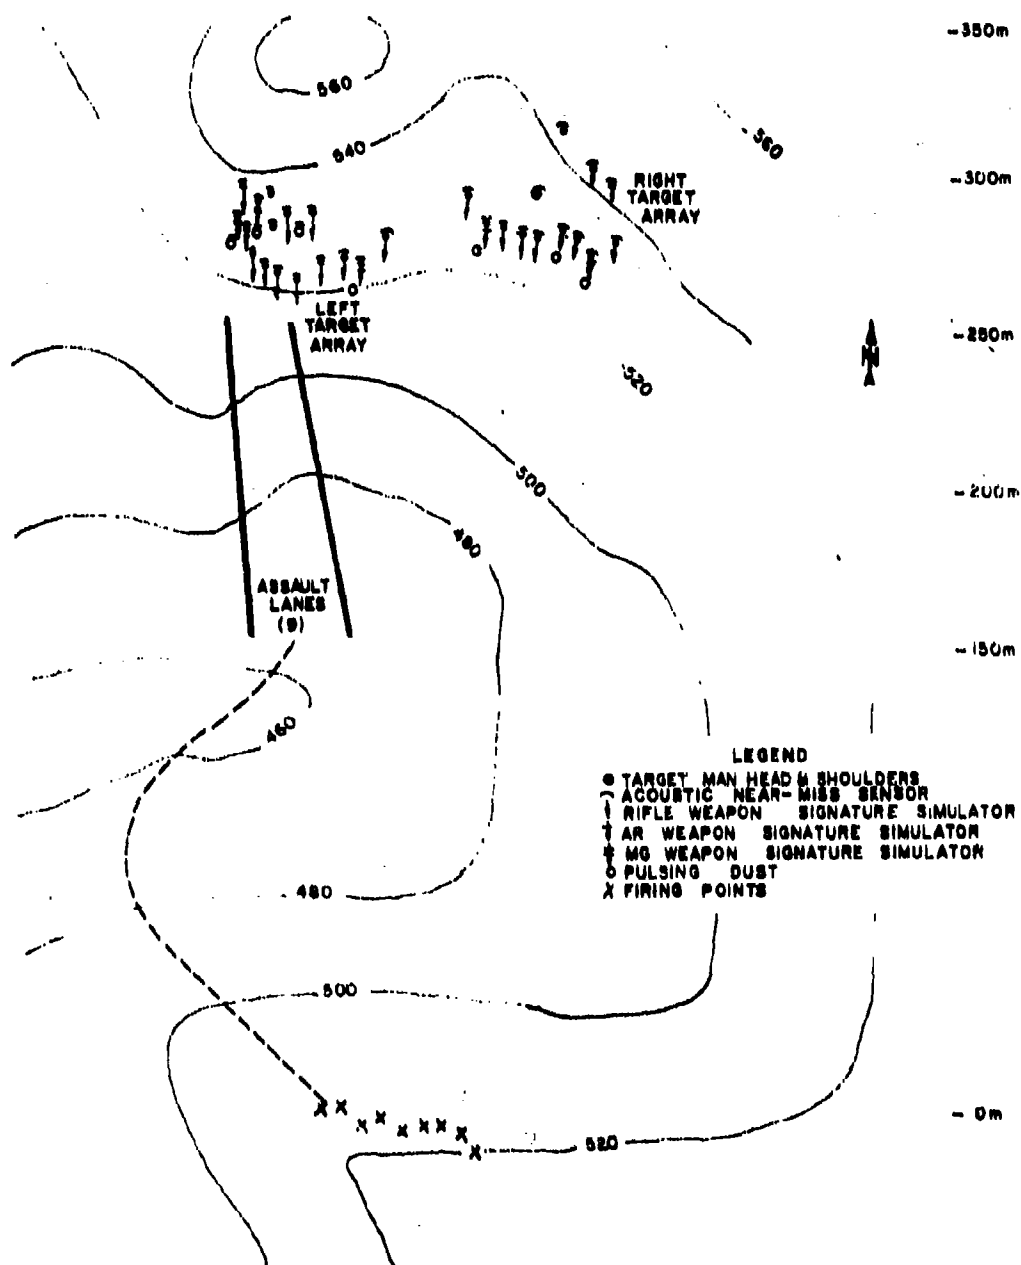 -350m
560
540
-560
-300m
RIGHT
TARGET
ARRAY
LEFT
TARGET
ARRAY
-250m
N
520
500
-200m
480
ASSAULT
LANES
(9)
-150m
460
LEGEND
TARGET MAN HEAD & SHOULDERS
ACOUSTIC NEAR-MISS SENSOR
RIFLE WEAPON SIGNATURE SIMULATOR
AR WEAPON SIGNATURE SIMULATOR
MG WEAPON SIGNATURE SIMULATOR
PULSING DUST
X FIRING POINTS
480
500
-0m
520